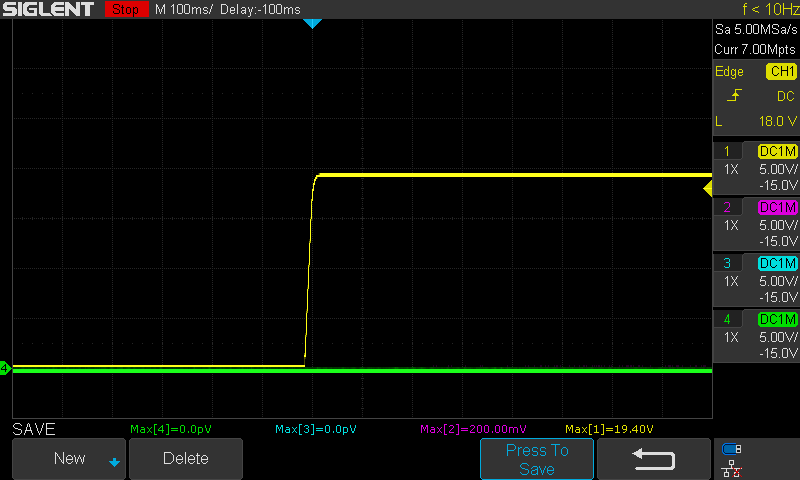 SIGLENT Stop M 100ms/ Delay:-100ms f < 10Hz
Sa 5.00MSa/s
Curr 7.00Mpts
Edge CH1
DC
L 18.0 V
1 DC1M
1X 5.00V/
-15.0V
2 DC1M
1X 5.00V/
-15.0V
3 DC1M
1X 5.00V/
-15.0V
4 DC1M
1X 5.00V/
-15.0V
4
SAVE Max[4]=0.0pV Max[3]=0.0pV Max[2]=200.00mV Max[1]=19.40V
New Delete Press To
Save